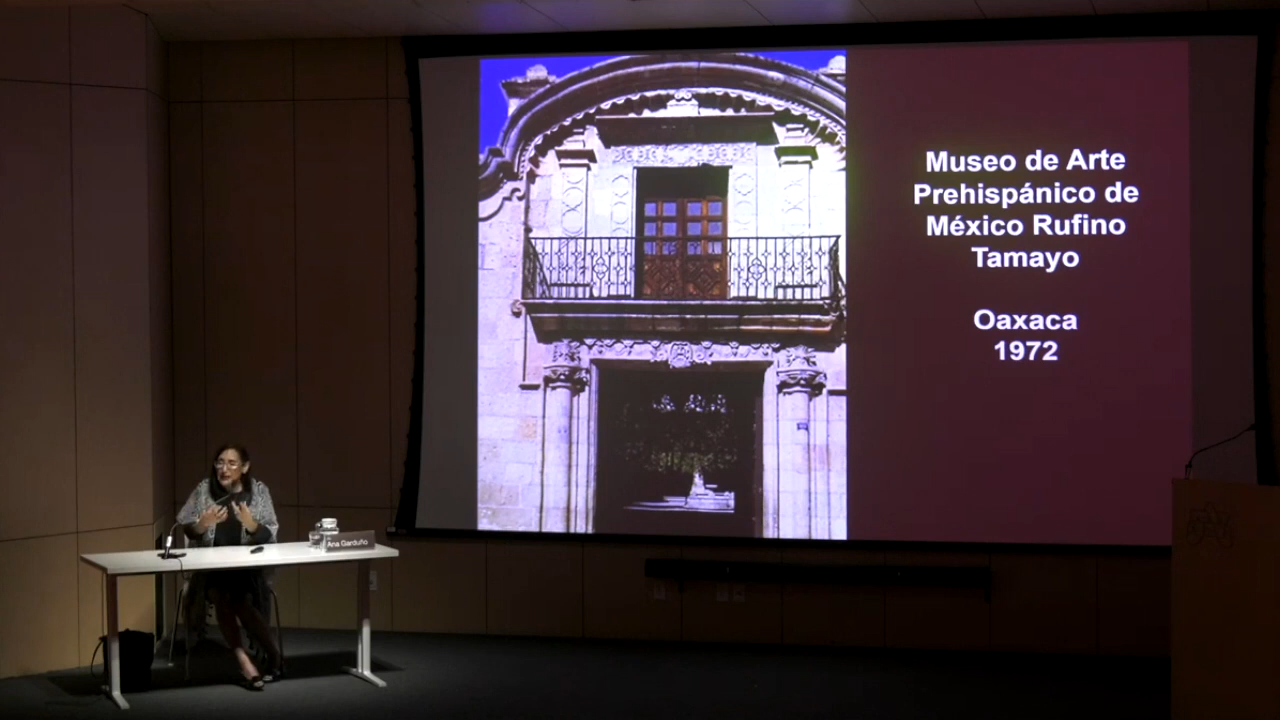 Museo de Arte
Prehispánico de
México Rufino
Tamayo
Oaxaca
1972
Ana Garduño